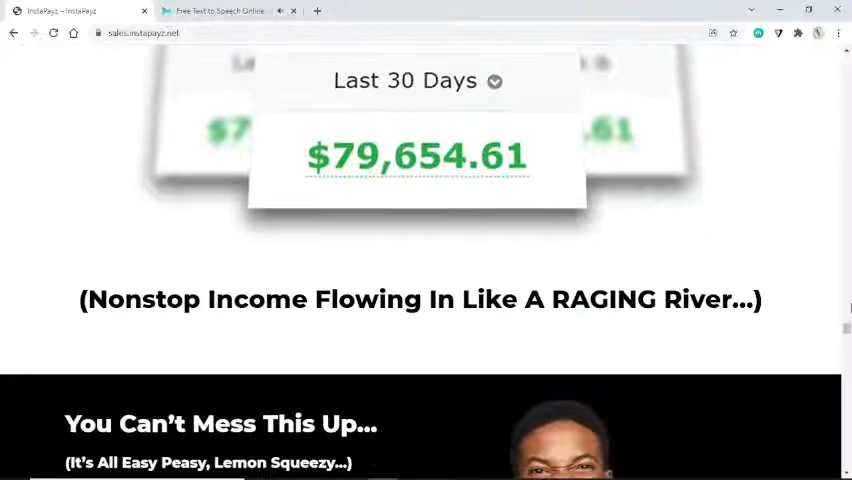 InstaPayz – InstaPayz
Free Text to Speech Online
sales.instapayz.net
Last 30 Days
$79,654.61
(Nonstop Income Flowing In Like A RAGING River...)
You Can't Mess This Up...
(It's All Easy Peasy, Lemon Squeezy...)